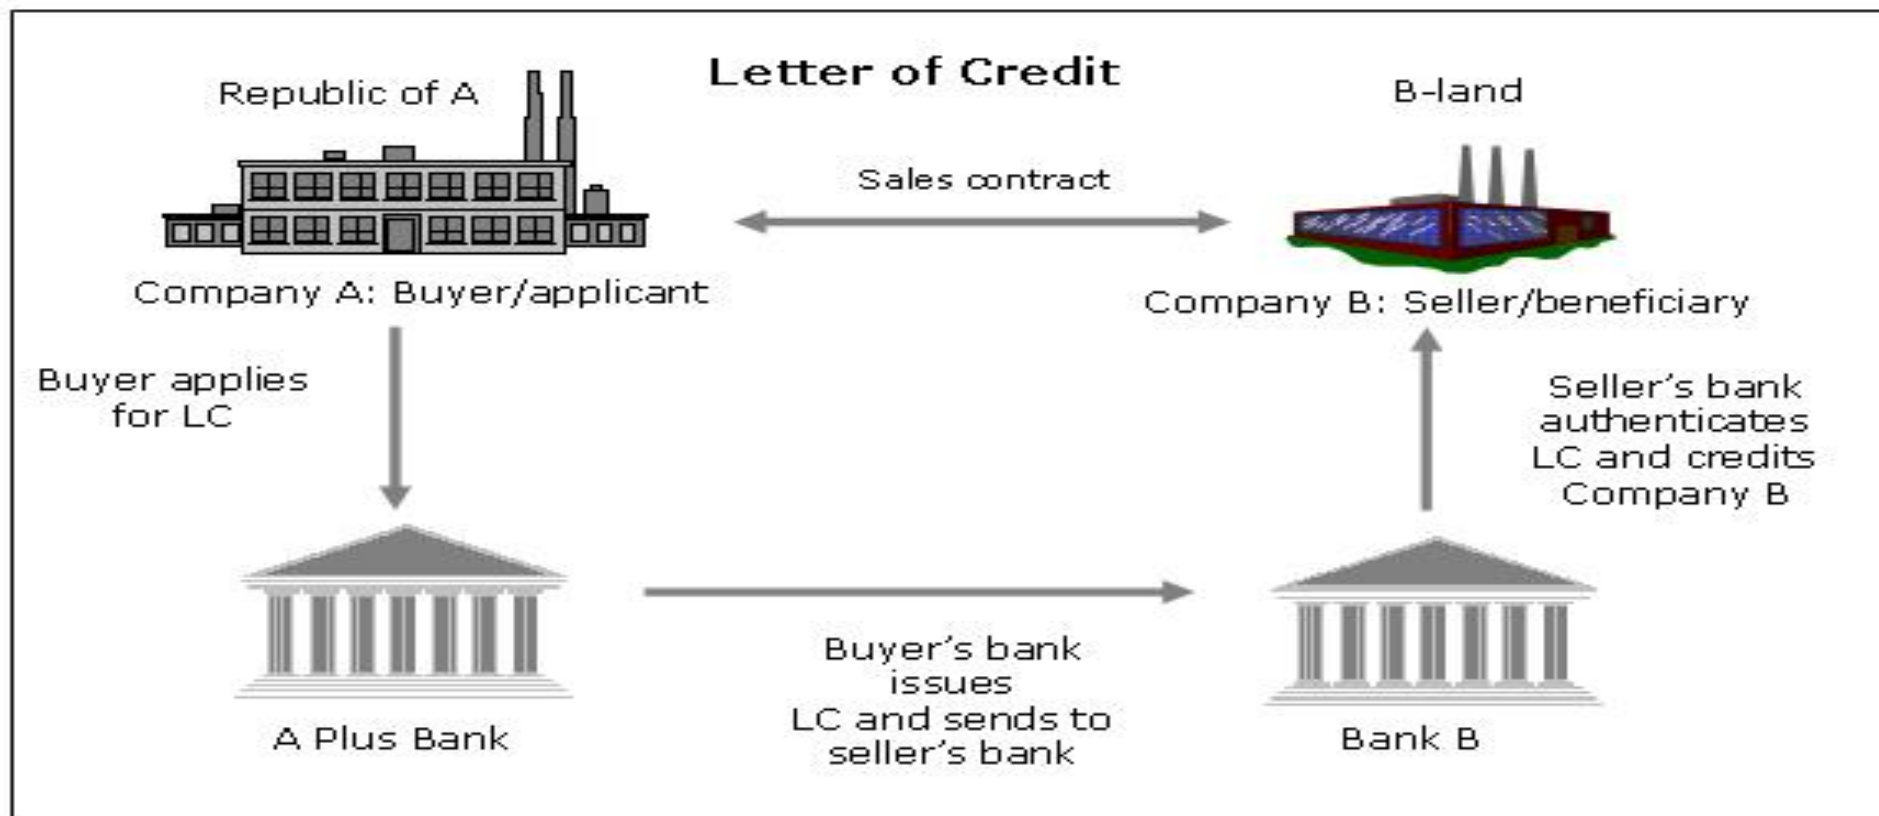 Letter of Credit
Republic of A
B-land
Sales contract
Company A: Buyer/applicant
Company B: Seller/beneficiary
Buyer applies
for LC
Seller’s bank
authenticates
LC and credits
Company B
Buyer’s bank
issues
LC and sends to
seller’s bank
A Plus Bank
Bank B